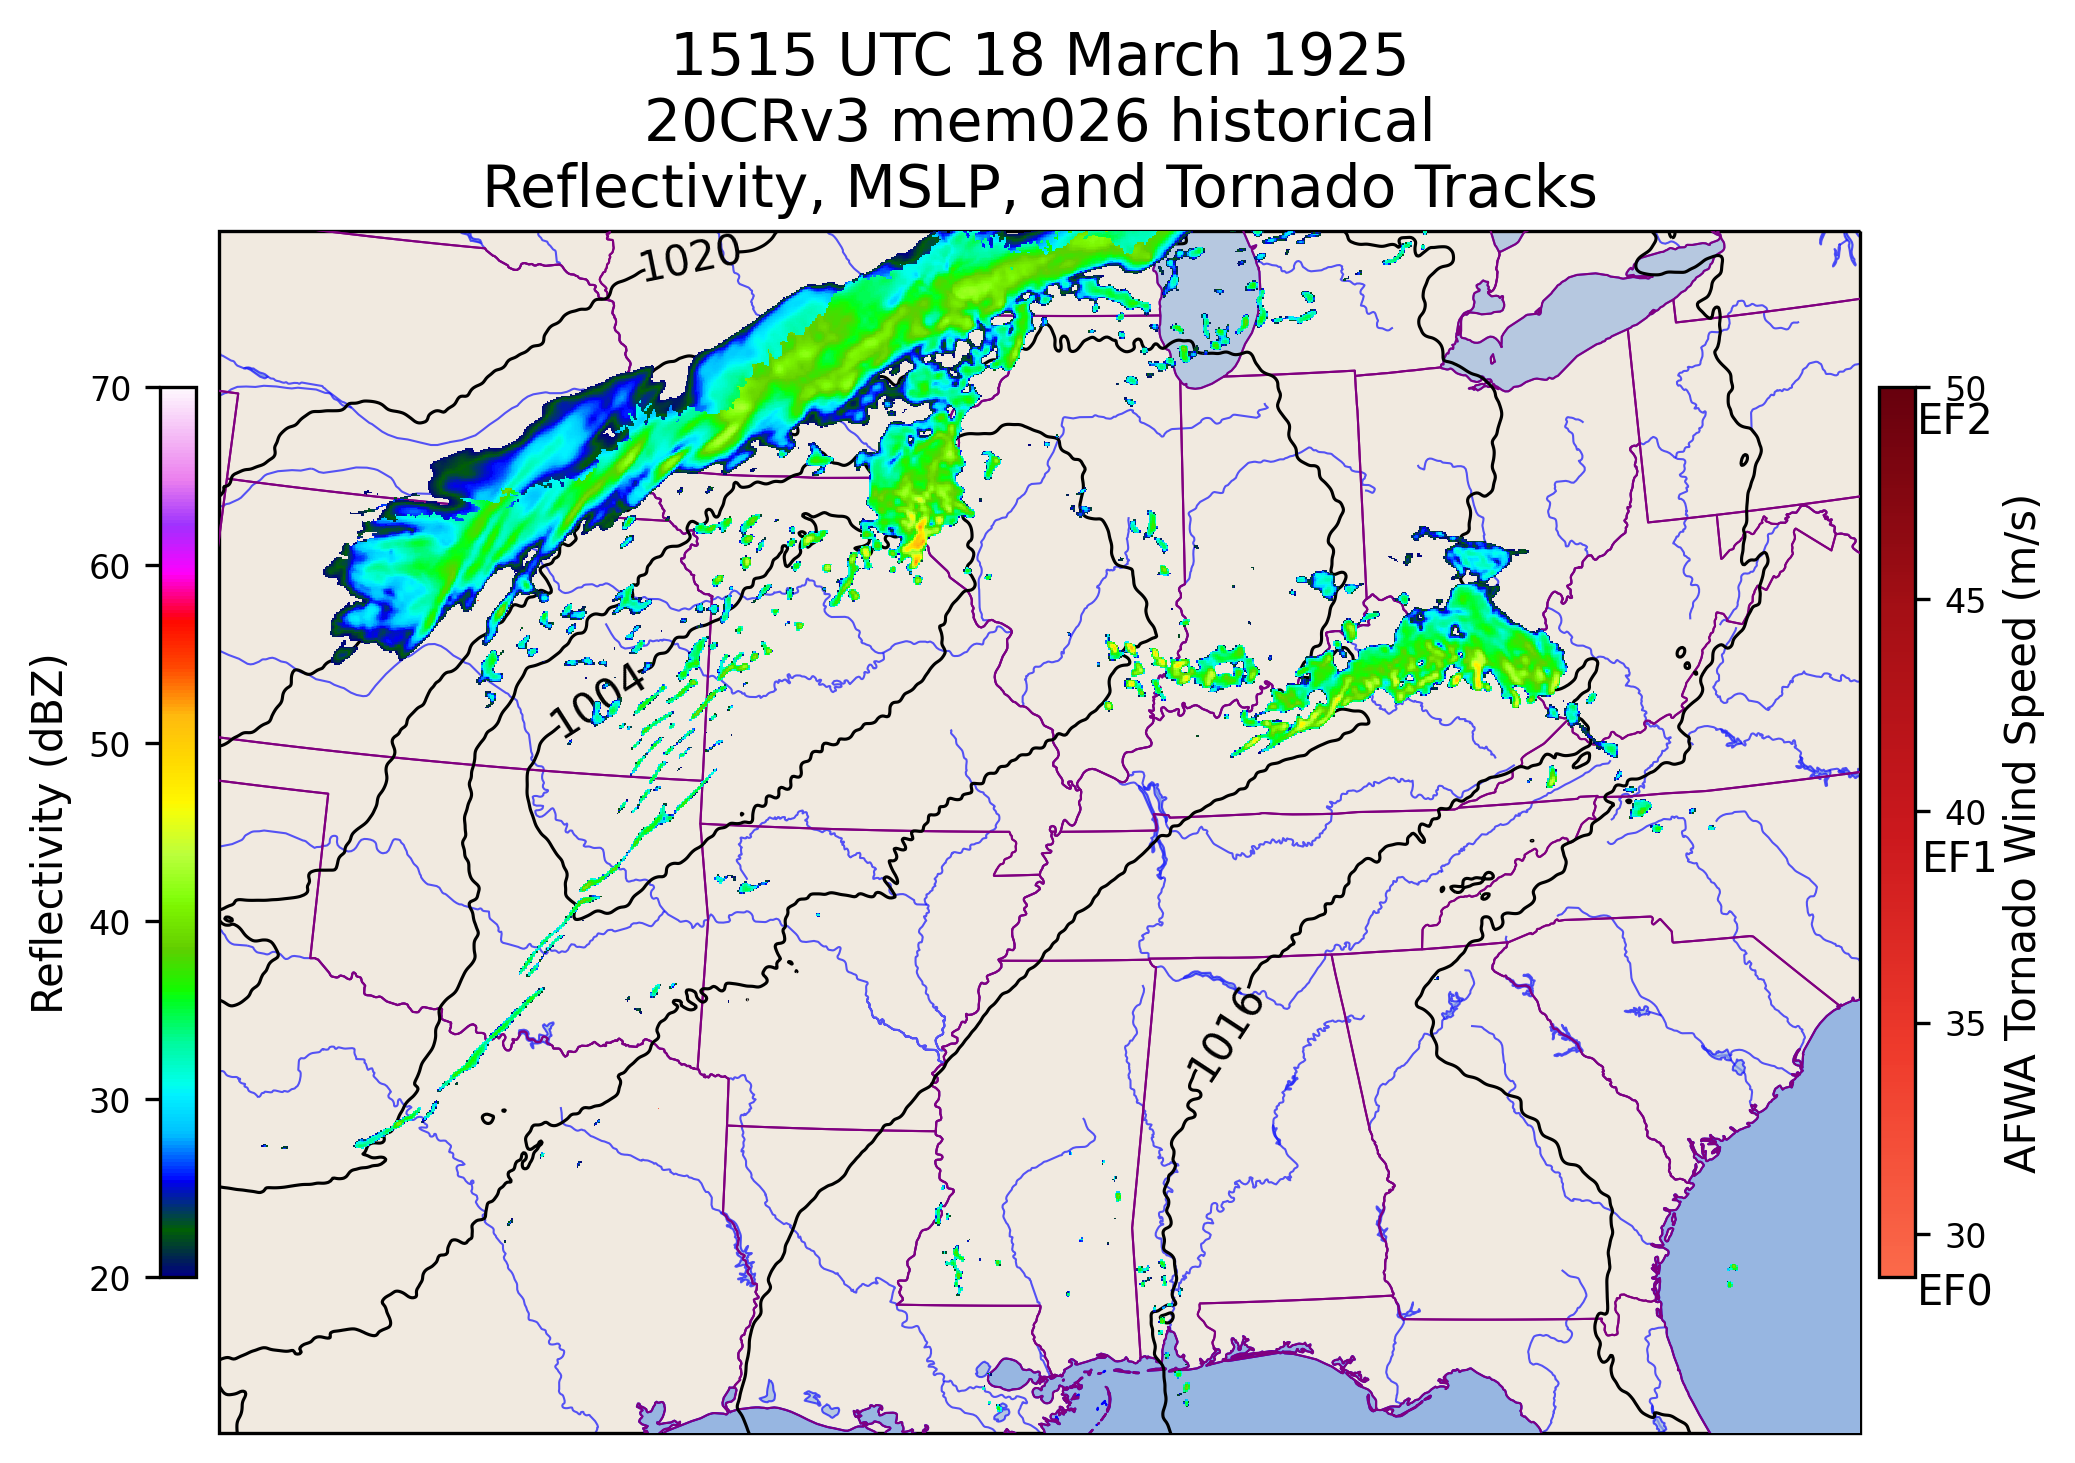 1515 UTC 18 March 1925
20CRv3 mem026 historical
Reflectivity, MSLP, and Tornado Tracks
1020
1004
1016
70
60
50
40
30
20
Reflectivity (dBZ)
50
EF2
45
40
EF1
35
30
EF0
AFWA Tornado Wind Speed (m/s)